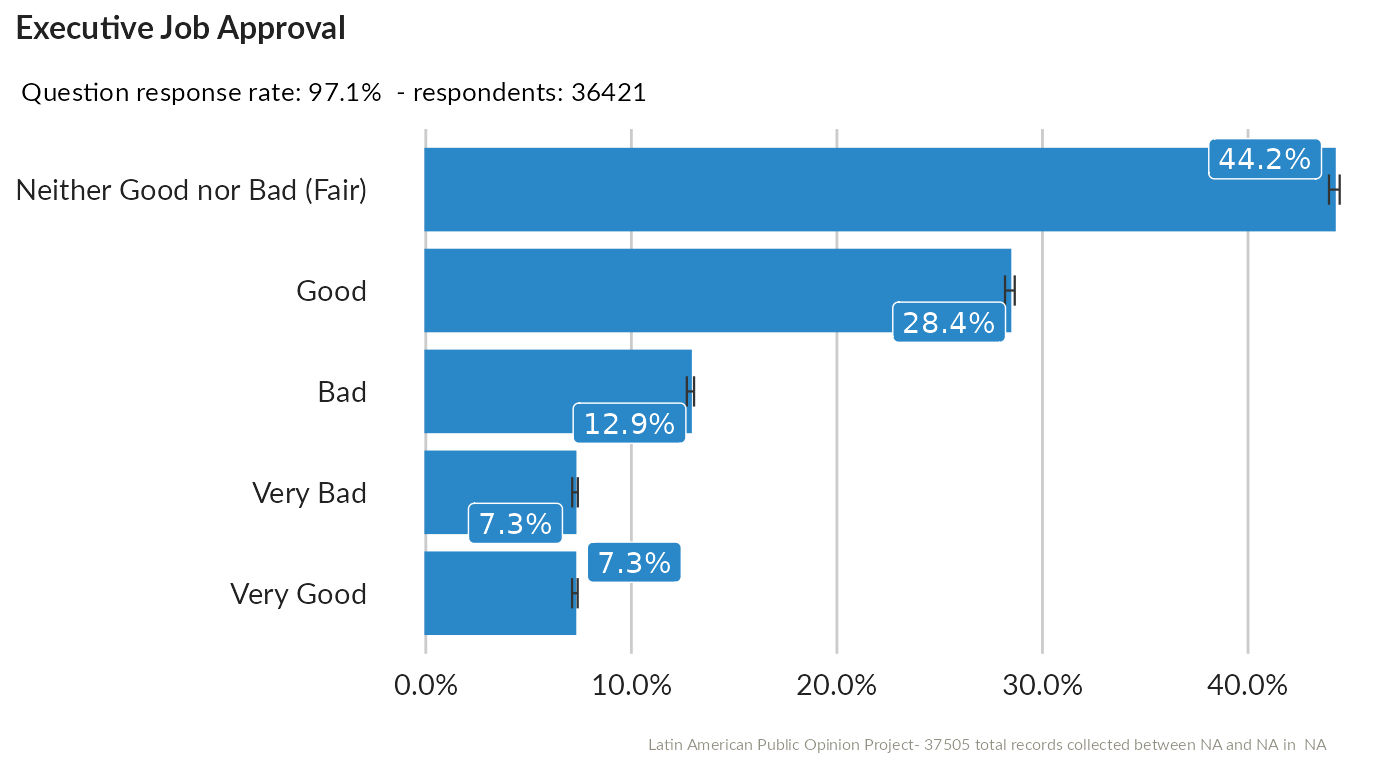 Executive Job Approval
Question response rate: 97.1%  - respondents: 36421
Neither Good nor Bad (Fair)
44.2%
Good
28.4%
Bad
12.9%
Very Bad
7.3%
Very Good
7.3%
0.0% 10.0% 20.0% 30.0% 40.0%
Latin American Public Opinion Project- 37505 total records collected between NA and NA in  NA